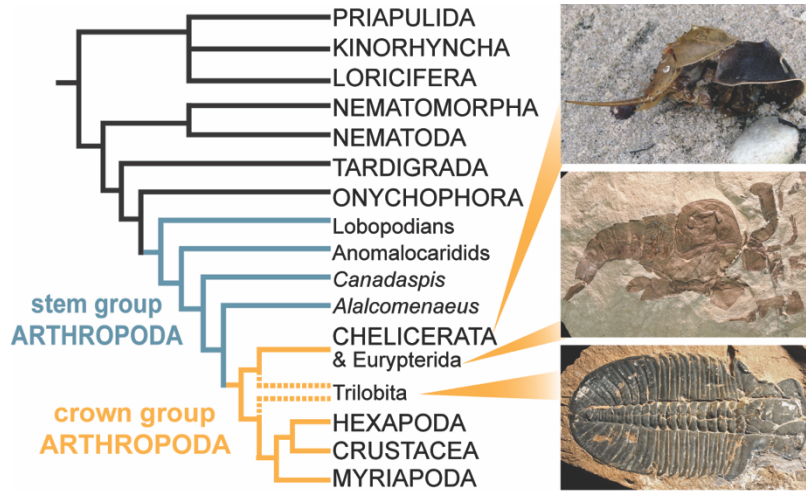 PRIAPULIDA
KINORHYNCHA
LORICIFERA
NEMATOMORPHA
NEMATODA
TARDIGRADA
ONYCHOPHORA
Lobopodians
Anomalocaridids
Canadaspis
Alalcomenaeus
stem group
ARTHROPODA
CHELICERATA
& Eurypterida
Trilobita
crown group
ARTHROPODA
HEXAPODA
CRUSTACEA
MYRIAPODA